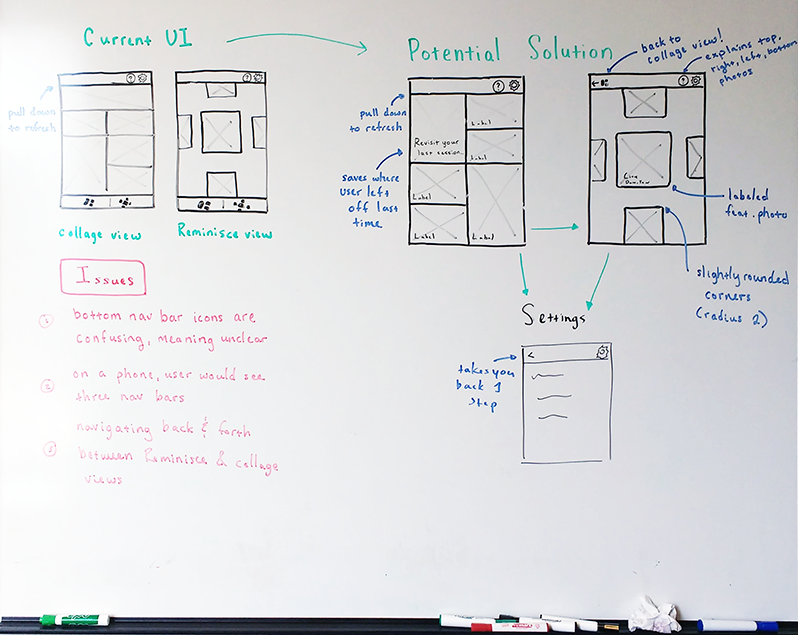 Current UI
pull down
to refresh
?
?
collage view
Reminisce view
Issues
1
bottom nav bar icons are
confusing, meaning unclear
2
on a phone, user would see
three nav bars
3
navigating back & forth
between Reminisce & collage
views
Potential Solution
pull down
to refresh
saves where
user left
off last
time
?
Revisit your
last session
Label
Label
Label
Label
Label
back to
collage view!
explains top,
right, left, bottom
photos
?
labeled
feat. photo
slightly rounded
corners
(radius 2)
Settings
takes you
back 1
step